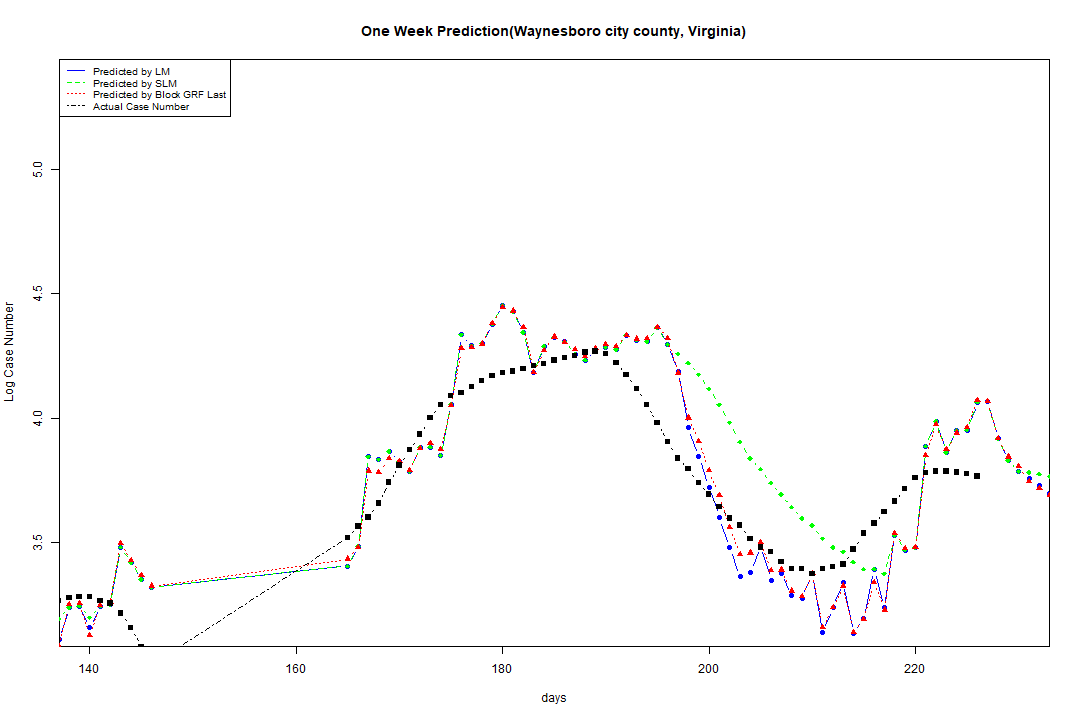 One Week Prediction(Waynesboro city county, Virginia)
Predicted by LM
Predicted by SLM
Predicted by Block GRF Last
Actual Case Number
Log Case Number
5.0
4.5
4.0
3.5
140
160
180
200
220
days